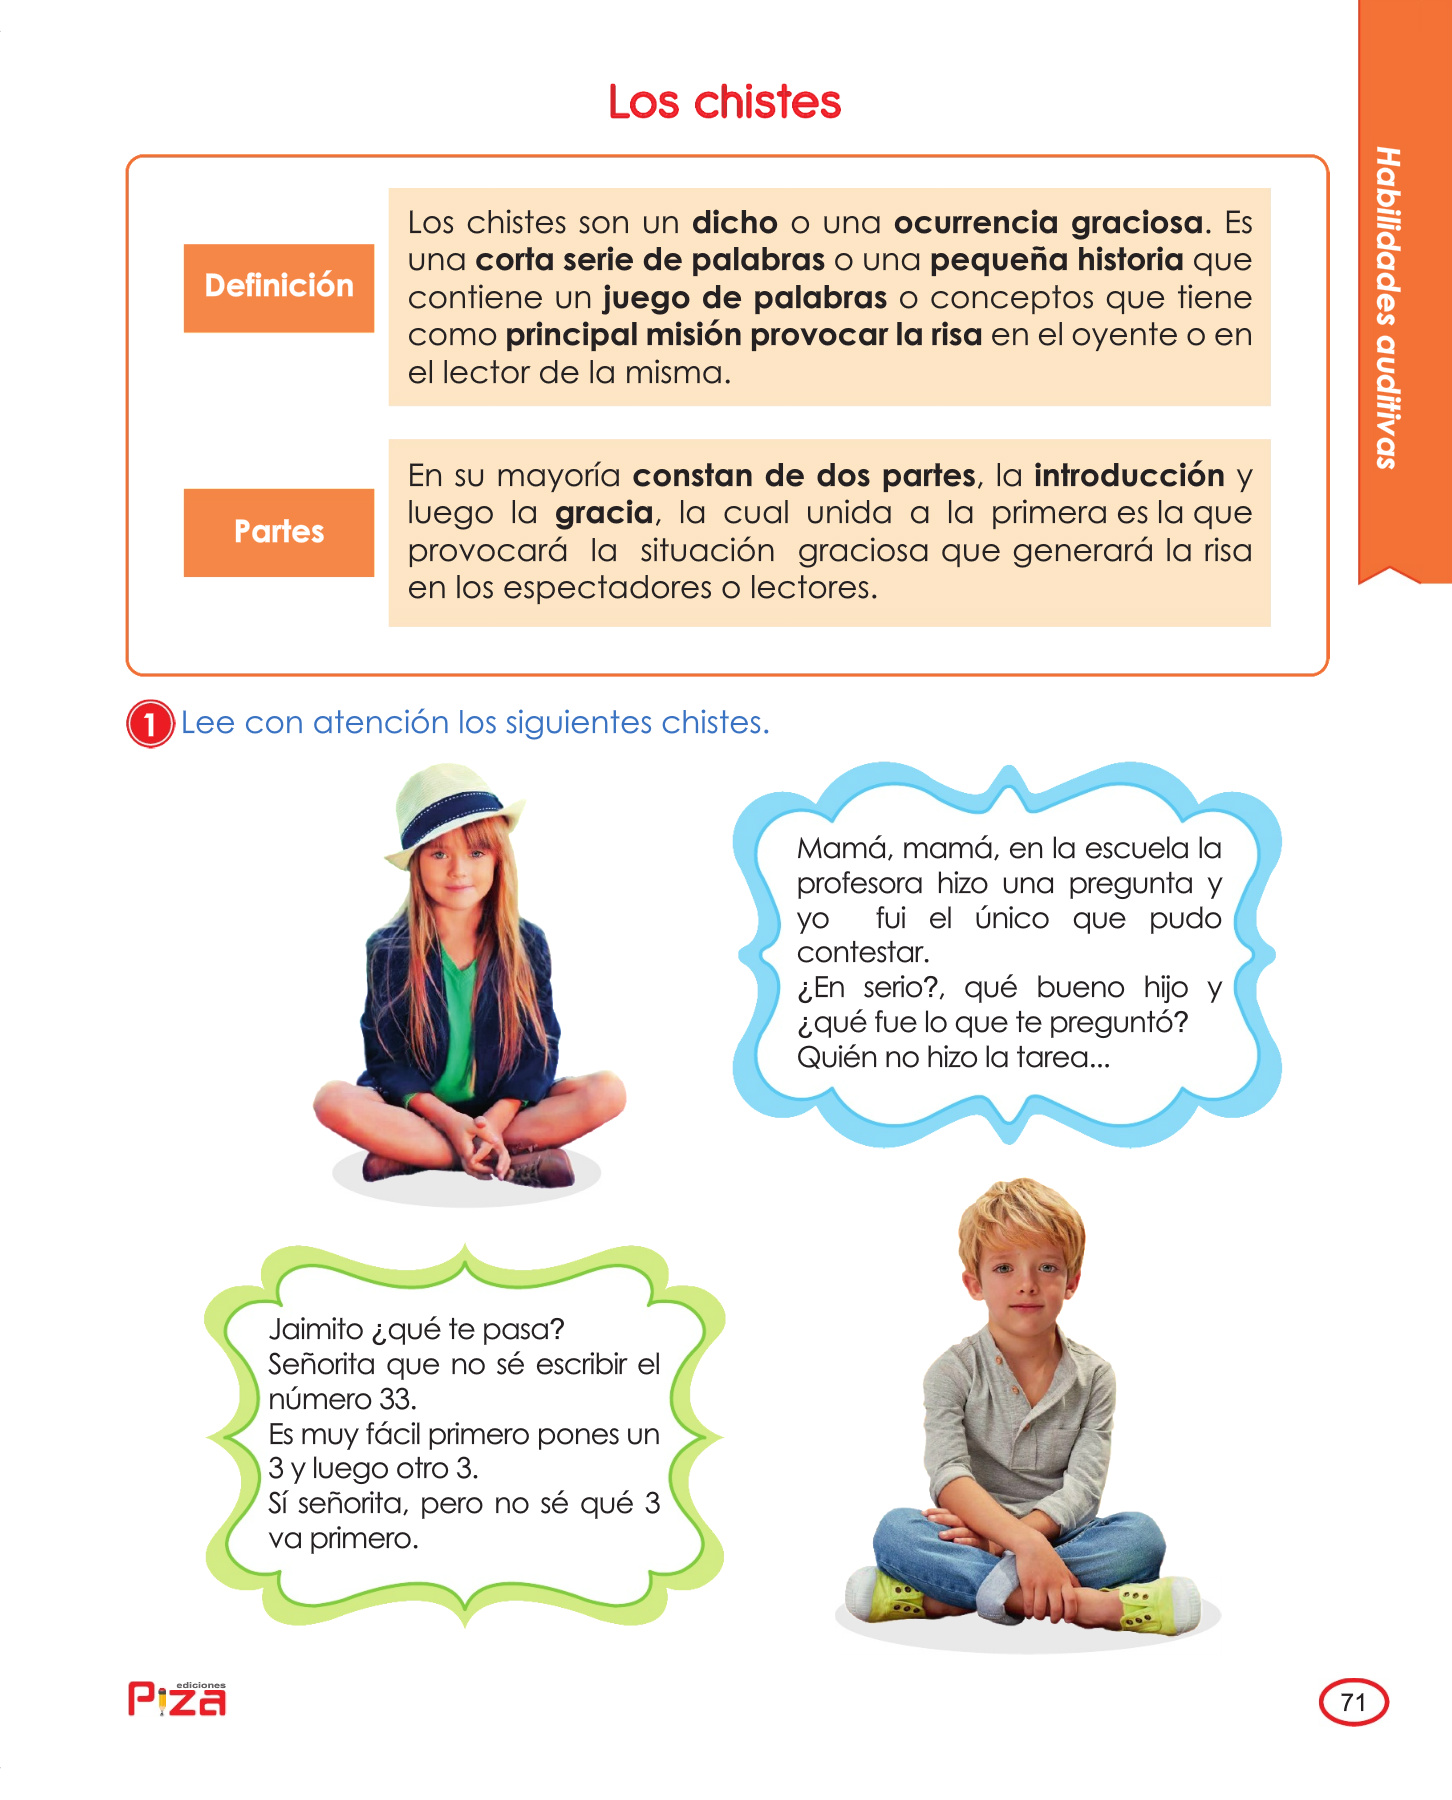 Los chistes
Habilidades auditivas
Definición
Los chistes son un dicho o una ocurrencia graciosa. Es
una corta serie de palabras o una pequeña historia que
contiene un juego de palabras o conceptos que tiene
como principal misión provocar la risa en el oyente o en
el lector de la misma.
Partes
En su mayoría constan de dos partes, la introducción y
luego la gracia, la cual unida a la primera es la que
provocará la situación graciosa que generará la risa
en los espectadores o lectores.
1 Lee con atención los siguientes chistes.
Mamá, mamá, en la escuela la
profesora hizo una pregunta y
yo fui el único que pudo
contestar.
¿En serio?, qué bueno hijo y
¿qué fue lo que te preguntó?
Quién no hizo la tarea...
Jaimito ¿qué te pasa?
Señorita que no sé escribir el
número 33.
Es muy fácil primero pones un
3 y luego otro 3.
Sí señorita, pero no sé qué 3
va primero.
ediciones
Piza
71